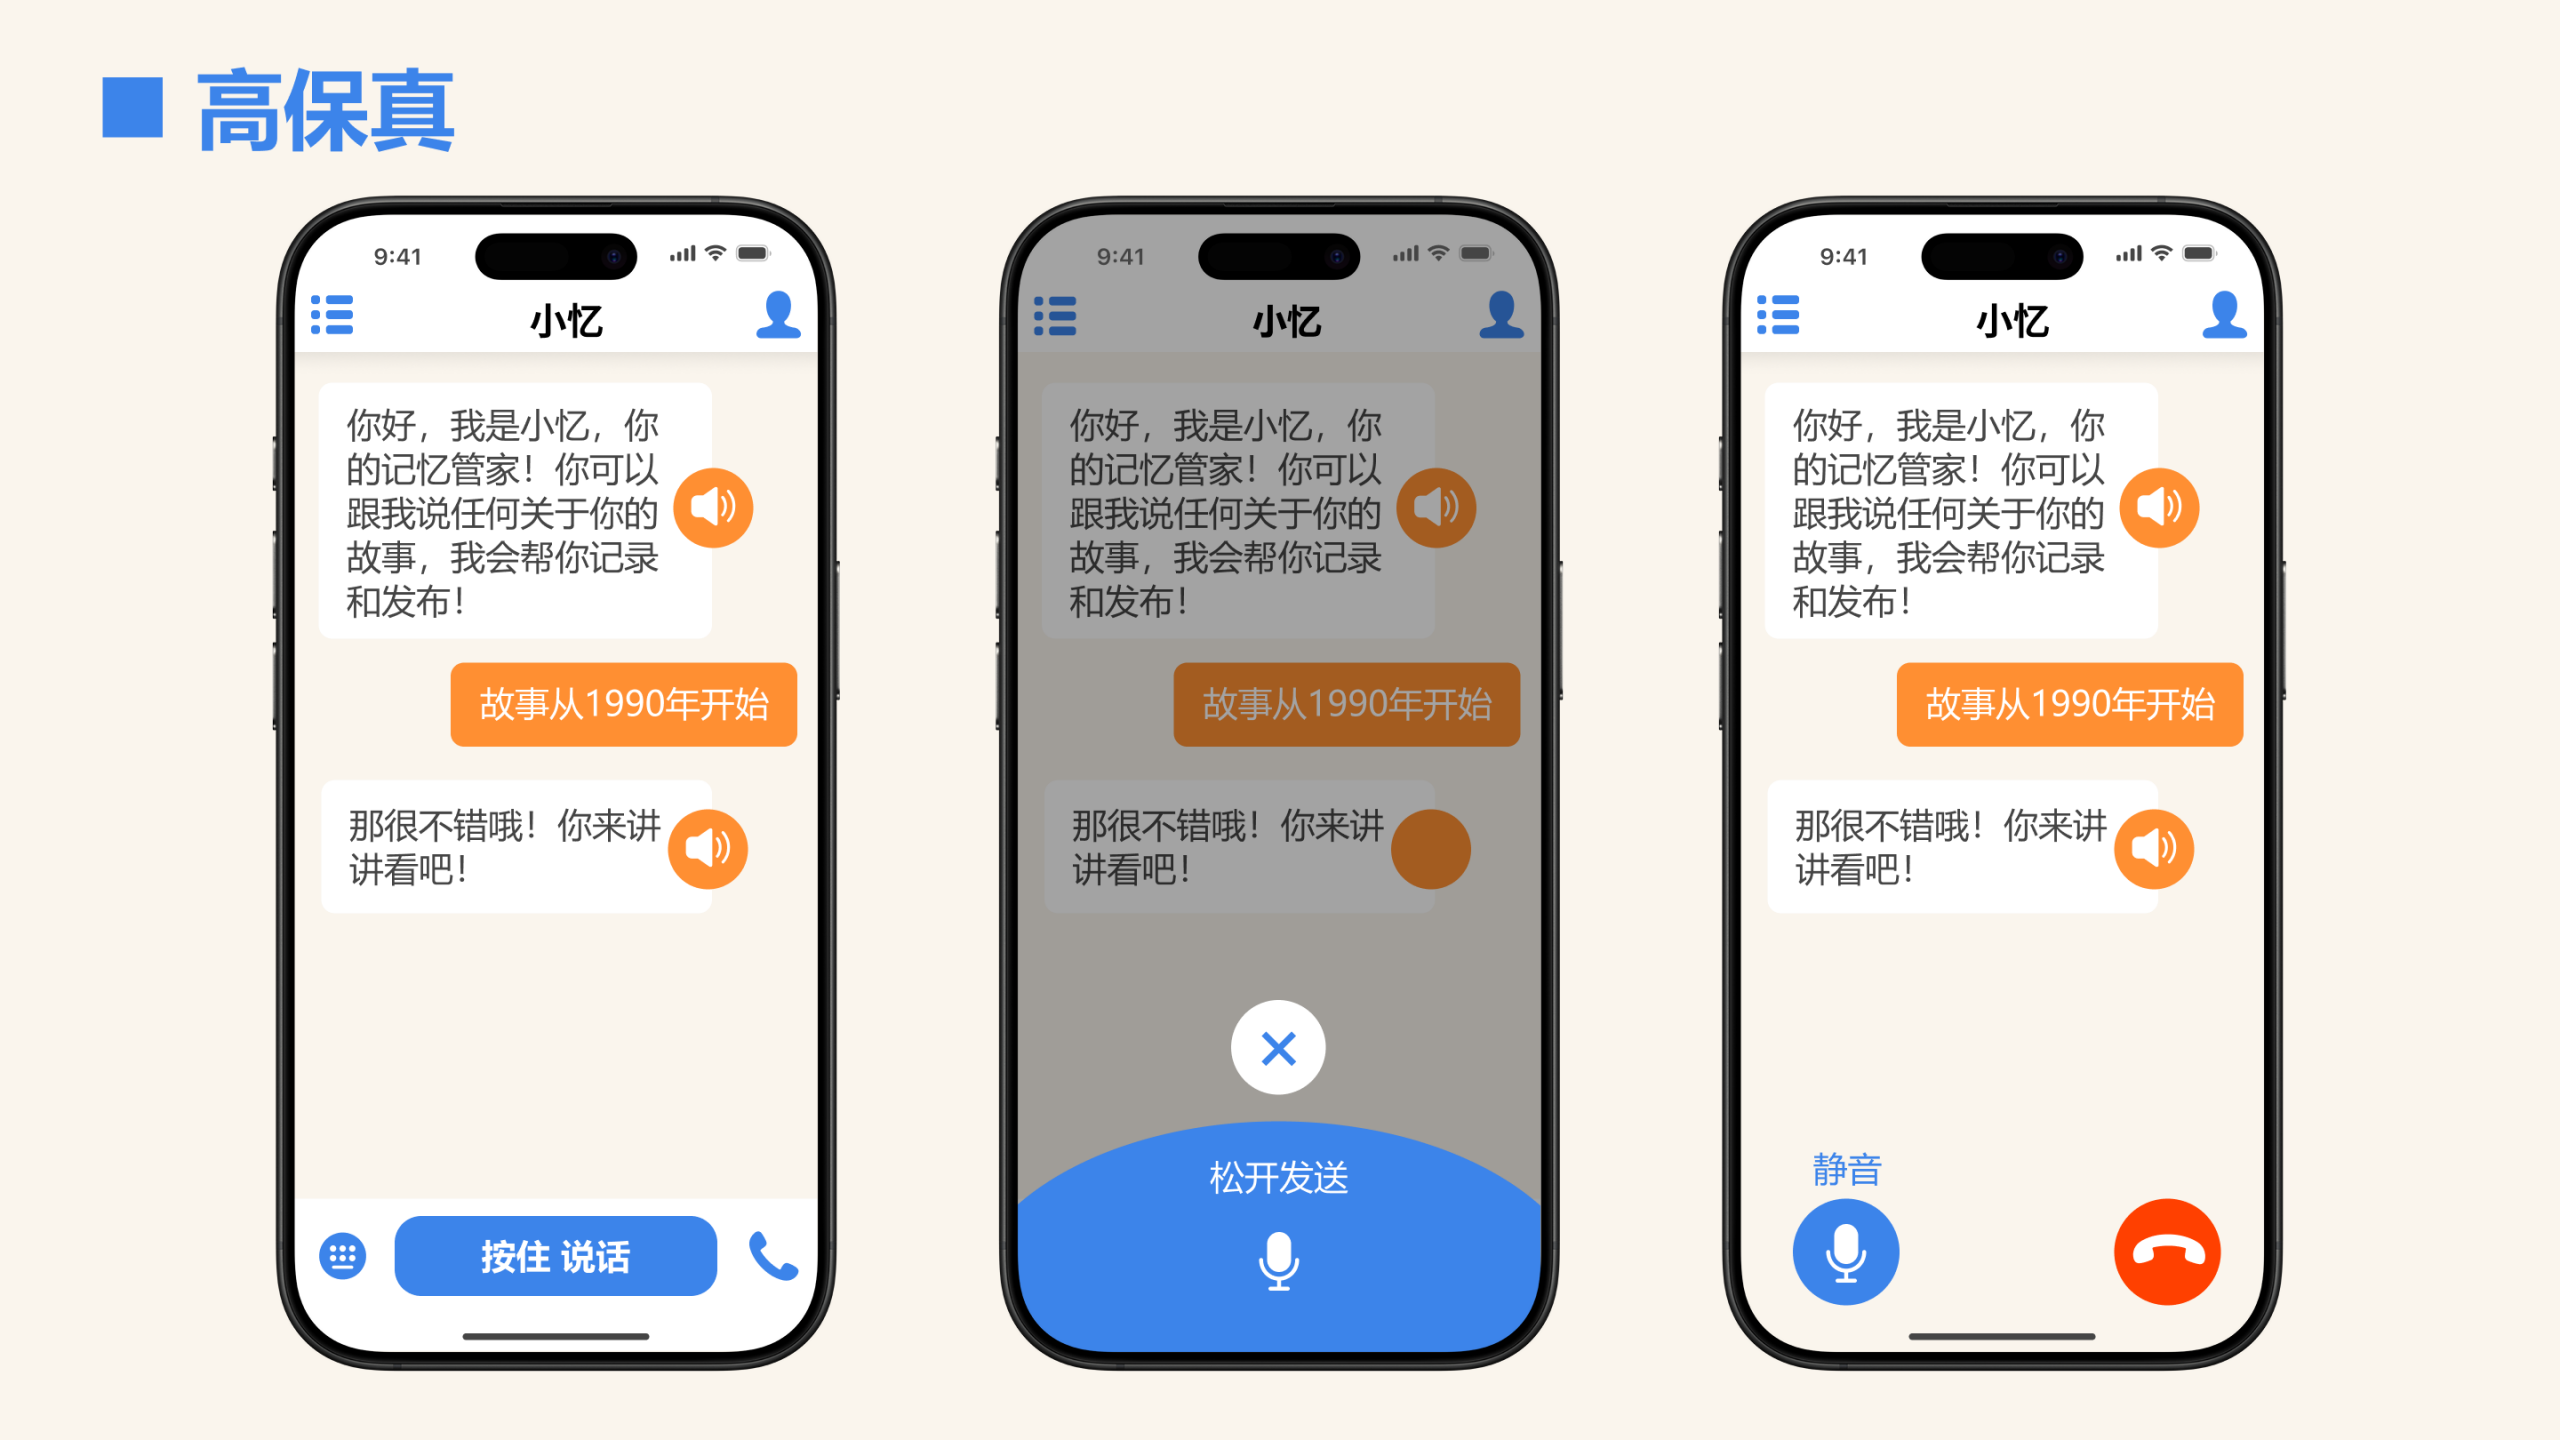 高保真
9:41
小忆
你好，我是小忆，你
的记忆管家！你可以
跟我说任何关于你的
故事，我会帮你记录
和发布！
故事从1990年开始
那很不错哦！你来讲
讲看吧！
按住 说话
9:41
小忆
你好，我是小忆，你
的记忆管家！你可以
跟我说任何关于你的
故事，我会帮你记录
和发布！
故事从1990年开始
那很不错哦！你来讲
讲看吧！
松开发送
9:41
小忆
你好，我是小忆，你
的记忆管家！你可以
跟我说任何关于你的
故事，我会帮你记录
和发布！
故事从1990年开始
那很不错哦！你来讲
讲看吧！
静音